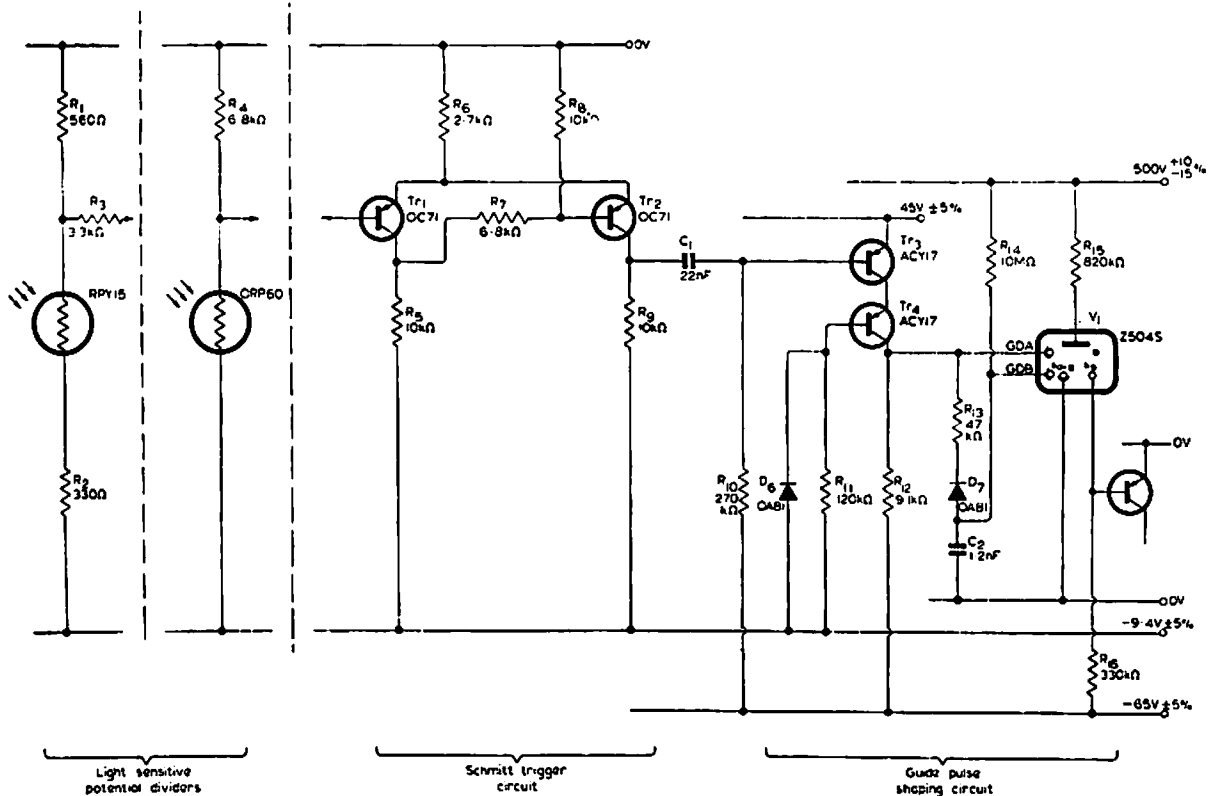 0V
R1
560Ω
R4
6.8kΩ
R6
2.7kΩ
R8
10kΩ
500V +10 -15 %
R3
3.3kΩ
Tr1
OC71
R7
6.8kΩ
Tr2
OC71
45V ±5%
C1
22nF
Tr3
ACY17
R14
10MΩ
R15
820kΩ
RPY15
ORP60
R5
10kΩ
R9
10kΩ
Tr4
ACY17
V1
Z504S
GDA
GDB
R13
47
kΩ
0V
R2
330Ω
R10
270
kΩ
D6
OA81
R11
120kΩ
R12
9.1kΩ
D7
OA81
C2
1.2nF
0V
-9.4V ±5%
R16
330kΩ
-65V ±5%
Light sensitive
potential dividers
Schmitt trigger
circuit
Guide pulse
shaping circuit